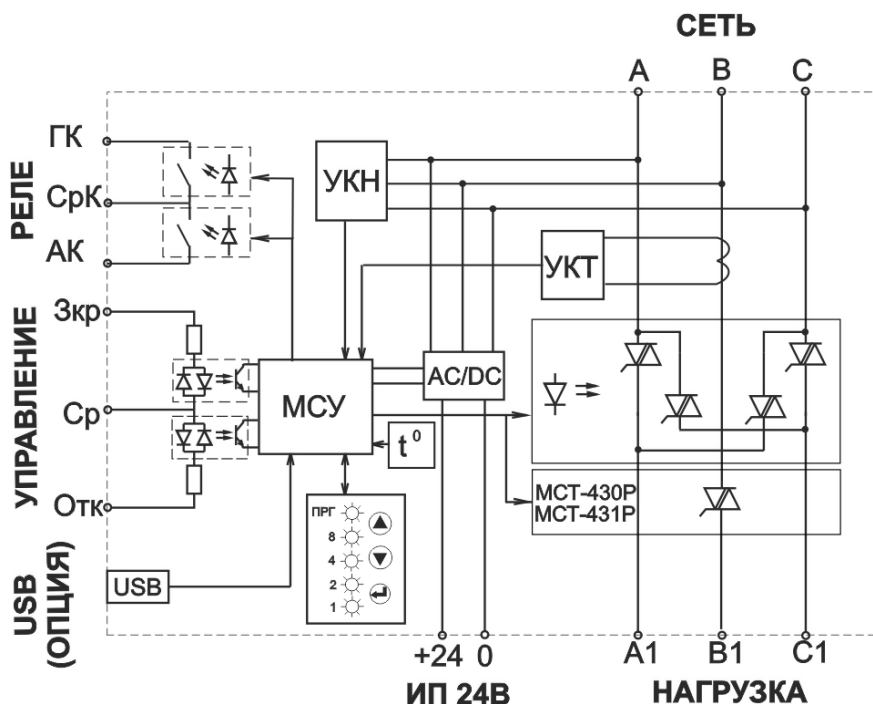 СЕТЬ
A B C
РЕЛЕ
ГК
СрК
АК
УКН
УКТ
УПРАВЛЕНИЕ
Зкр
Ср
Отк
МСУ
AC/DC
t⁰
МСТ-430Р
МСТ-431Р
ПРГ
8
4
2
1
USB
(ОПЦИЯ)
USB
+24 0
ИП 24В
A1 B1 C1
НАГРУЗКА